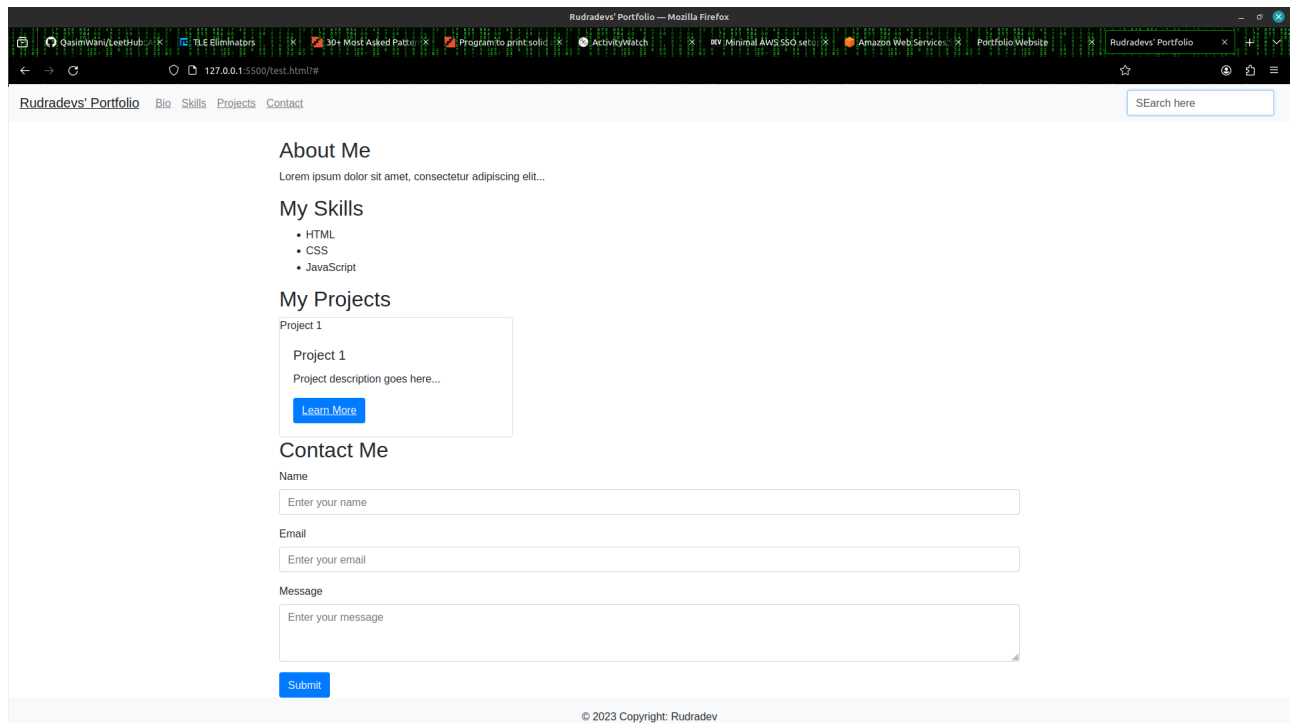 Rudradevs' Portfolio — Mozilla Firefox
QasimWani/LeetHub: A TLE Eliminators 30+ Most Asked Patter Program to print solid ActivityWatch DEV Minimal AWS SSO setu Amazon Web Services Portfolio Website Rudradevs' Portfolio
127.0.0.1:5500/test.html?#
Rudradevs' Portfolio Bio Skills Projects Contact SEarch here
About Me
Lorem ipsum dolor sit amet, consectetur adipiscing elit...
My Skills
• HTML
• CSS
• JavaScript
My Projects
Project 1
Project 1
Project description goes here...
Learn More
Contact Me
Name
Enter your name
Email
Enter your email
Message
Enter your message
Submit
© 2023 Copyright: Rudradev